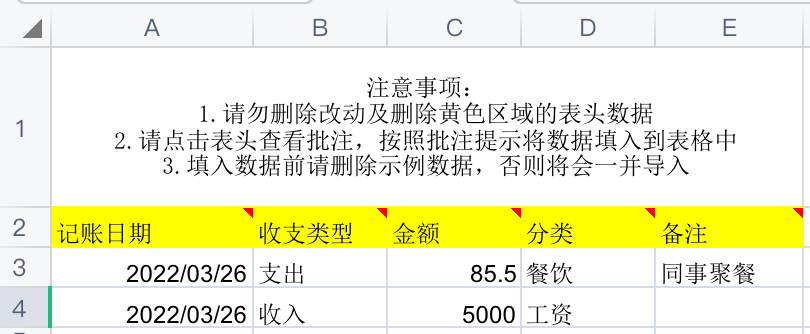 A B C D E
1
注意事项：
1.请勿删除改动及删除黄色区域的表头数据
2.请点击表头查看批注，按照批注提示将数据填入到表格中
3.填入数据前请删除示例数据，否则将会一并导入
2 记账日期 收支类型 金额 分类 备注
3 2022/03/26 支出 85.5 餐饮 同事聚餐
4 2022/03/26 收入 5000 工资